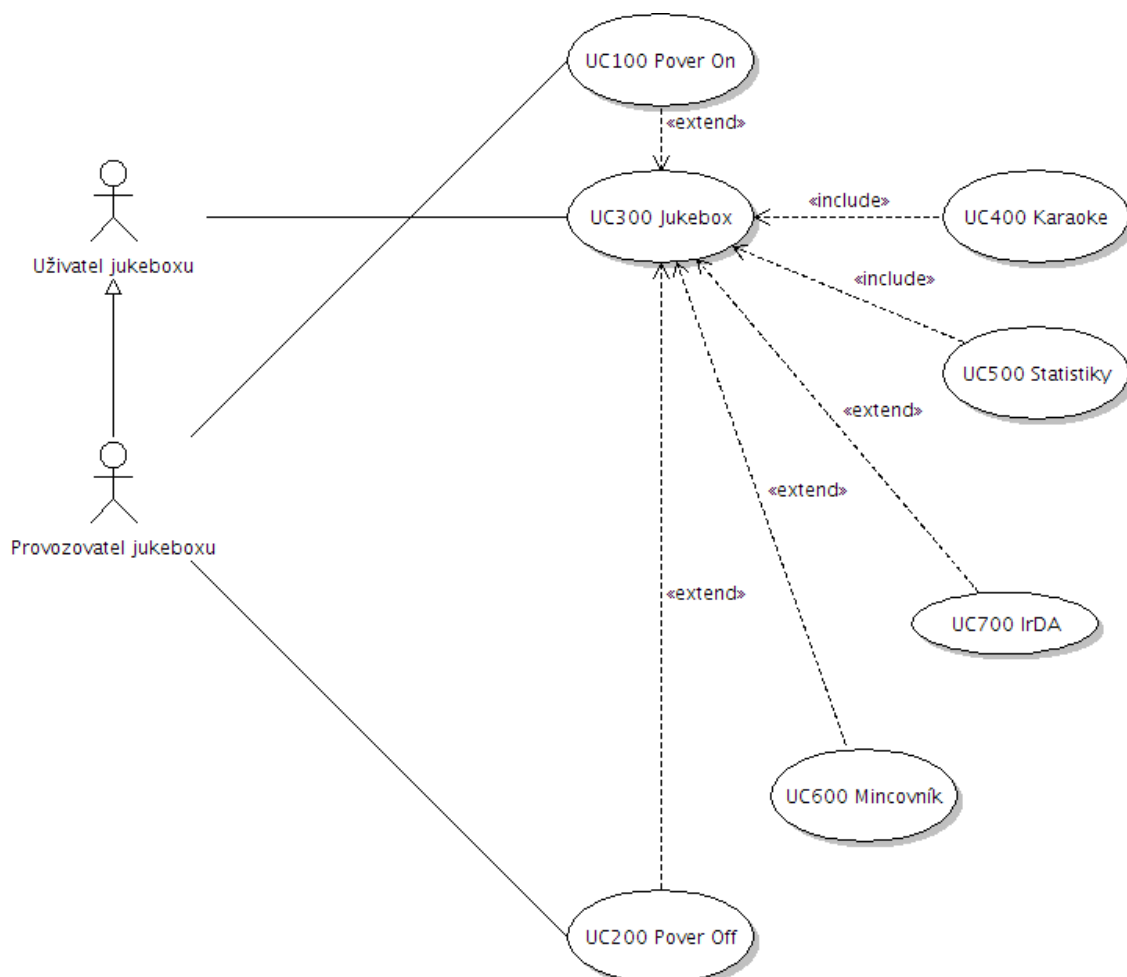 UC100 Pover On
«extend»
Uživatel jukeboxu
UC300 Jukebox
«include»
UC400 Karaoke
«include»
UC500 Statistiky
«extend»
«extend»
Provozovatel jukeboxu
«extend»
UC700 IrDA
UC600 Mincovník
UC200 Pover Off